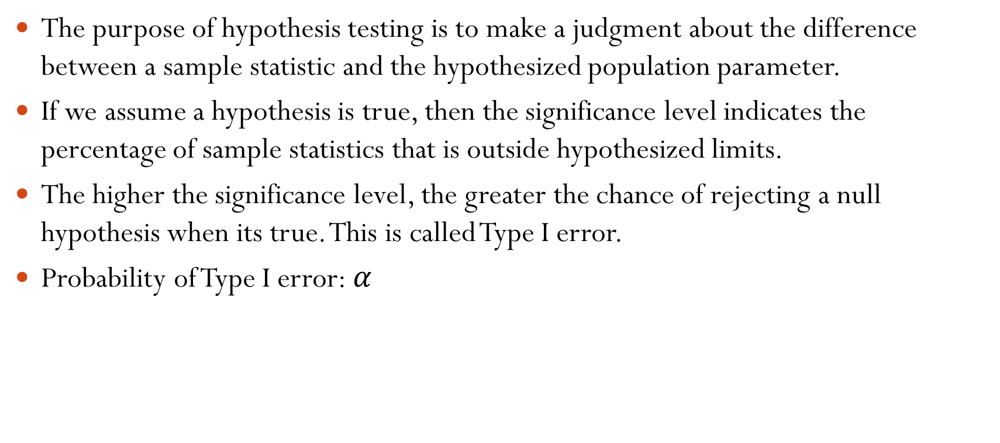 • The purpose of hypothesis testing is to make a judgment about the difference
between a sample statistic and the hypothesized population parameter.
• If we assume a hypothesis is true, then the significance level indicates the
percentage of sample statistics that is outside hypothesized limits.
• The higher the significance level, the greater the chance of rejecting a null
hypothesis when its true. This is called Type I error.
• Probability of Type I error: α